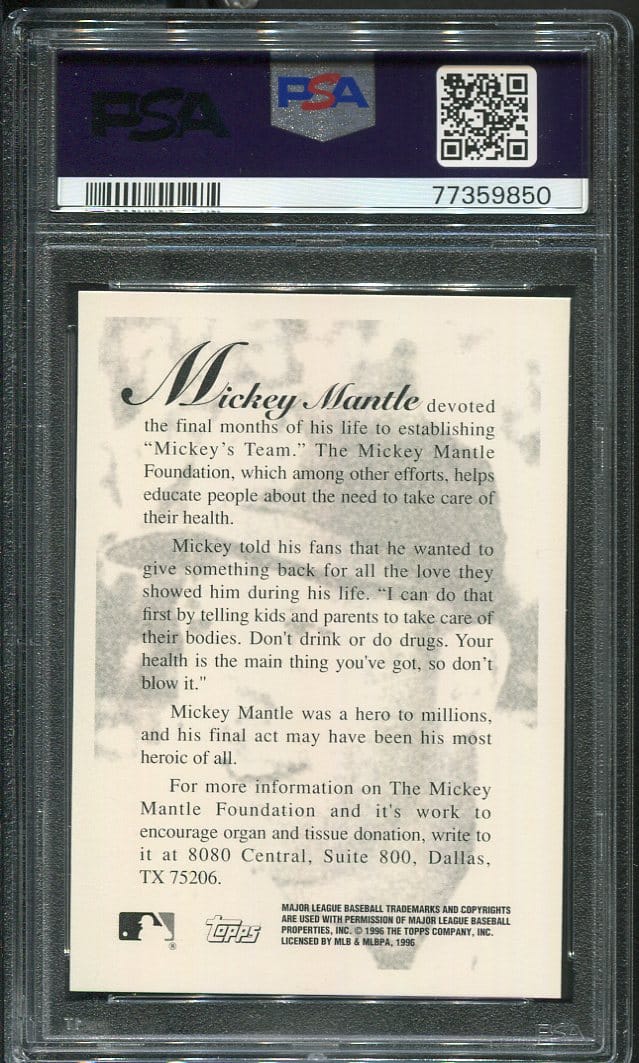 PSA
PSA
77359850
Mickey Mantle devoted
the final months of his life to establishing
“Mickey's Team.” The Mickey Mantle
Foundation, which among other efforts, helps
educate people about the need to take care of
their health.
Mickey told his fans that he wanted to
give something back for all the love they
showed him during his life. “I can do that
first by telling kids and parents to take care of
their bodies. Don't drink or do drugs. Your
health is the main thing you've got, so don't
blow it."
Mickey Mantle was a hero to millions,
and his final act may have been his most
heroic of all.
For more information on The Mickey
Mantle Foundation and it's work to
encourage organ and tissue donation, write to
it at 8080 Central, Suite 800, Dallas,
TX 75206.
MAJOR LEAGUE BASEBALL TRADEMARKS AND COPYRIGHTS
ARE USED WITH PERMISSION OF MAJOR LEAGUE BASEBALL
PROPERTIES, INC. © 1996 THE TOPPS COMPANY, INC.
LICENSED BY MLB & MLBPA, 1996
®
Topps
PSA